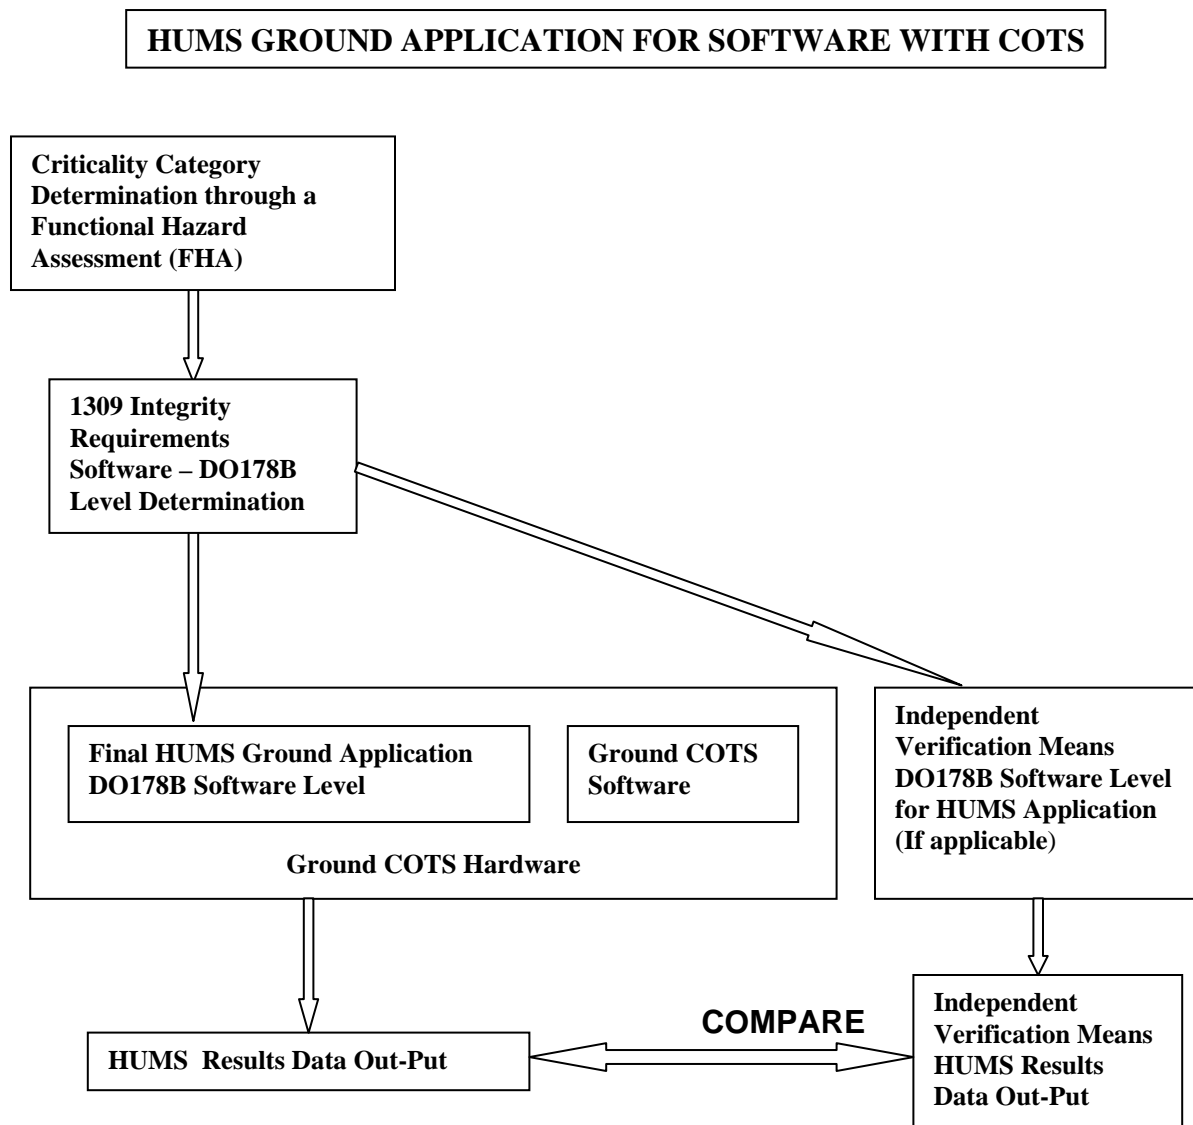 HUMS GROUND APPLICATION FOR SOFTWARE WITH COTS
Criticality Category
Determination through a
Functional Hazard
Assessment (FHA)
1309 Integrity
Requirements
Software – DO178B
Level Determination
Final HUMS Ground Application
DO178B Software Level
Ground COTS
Software
Ground COTS Hardware
Independent
Verification Means
DO178B Software Level
for HUMS Application
(If applicable)
HUMS  Results Data Out-Put
COMPARE
Independent
Verification Means
HUMS Results
Data Out-Put